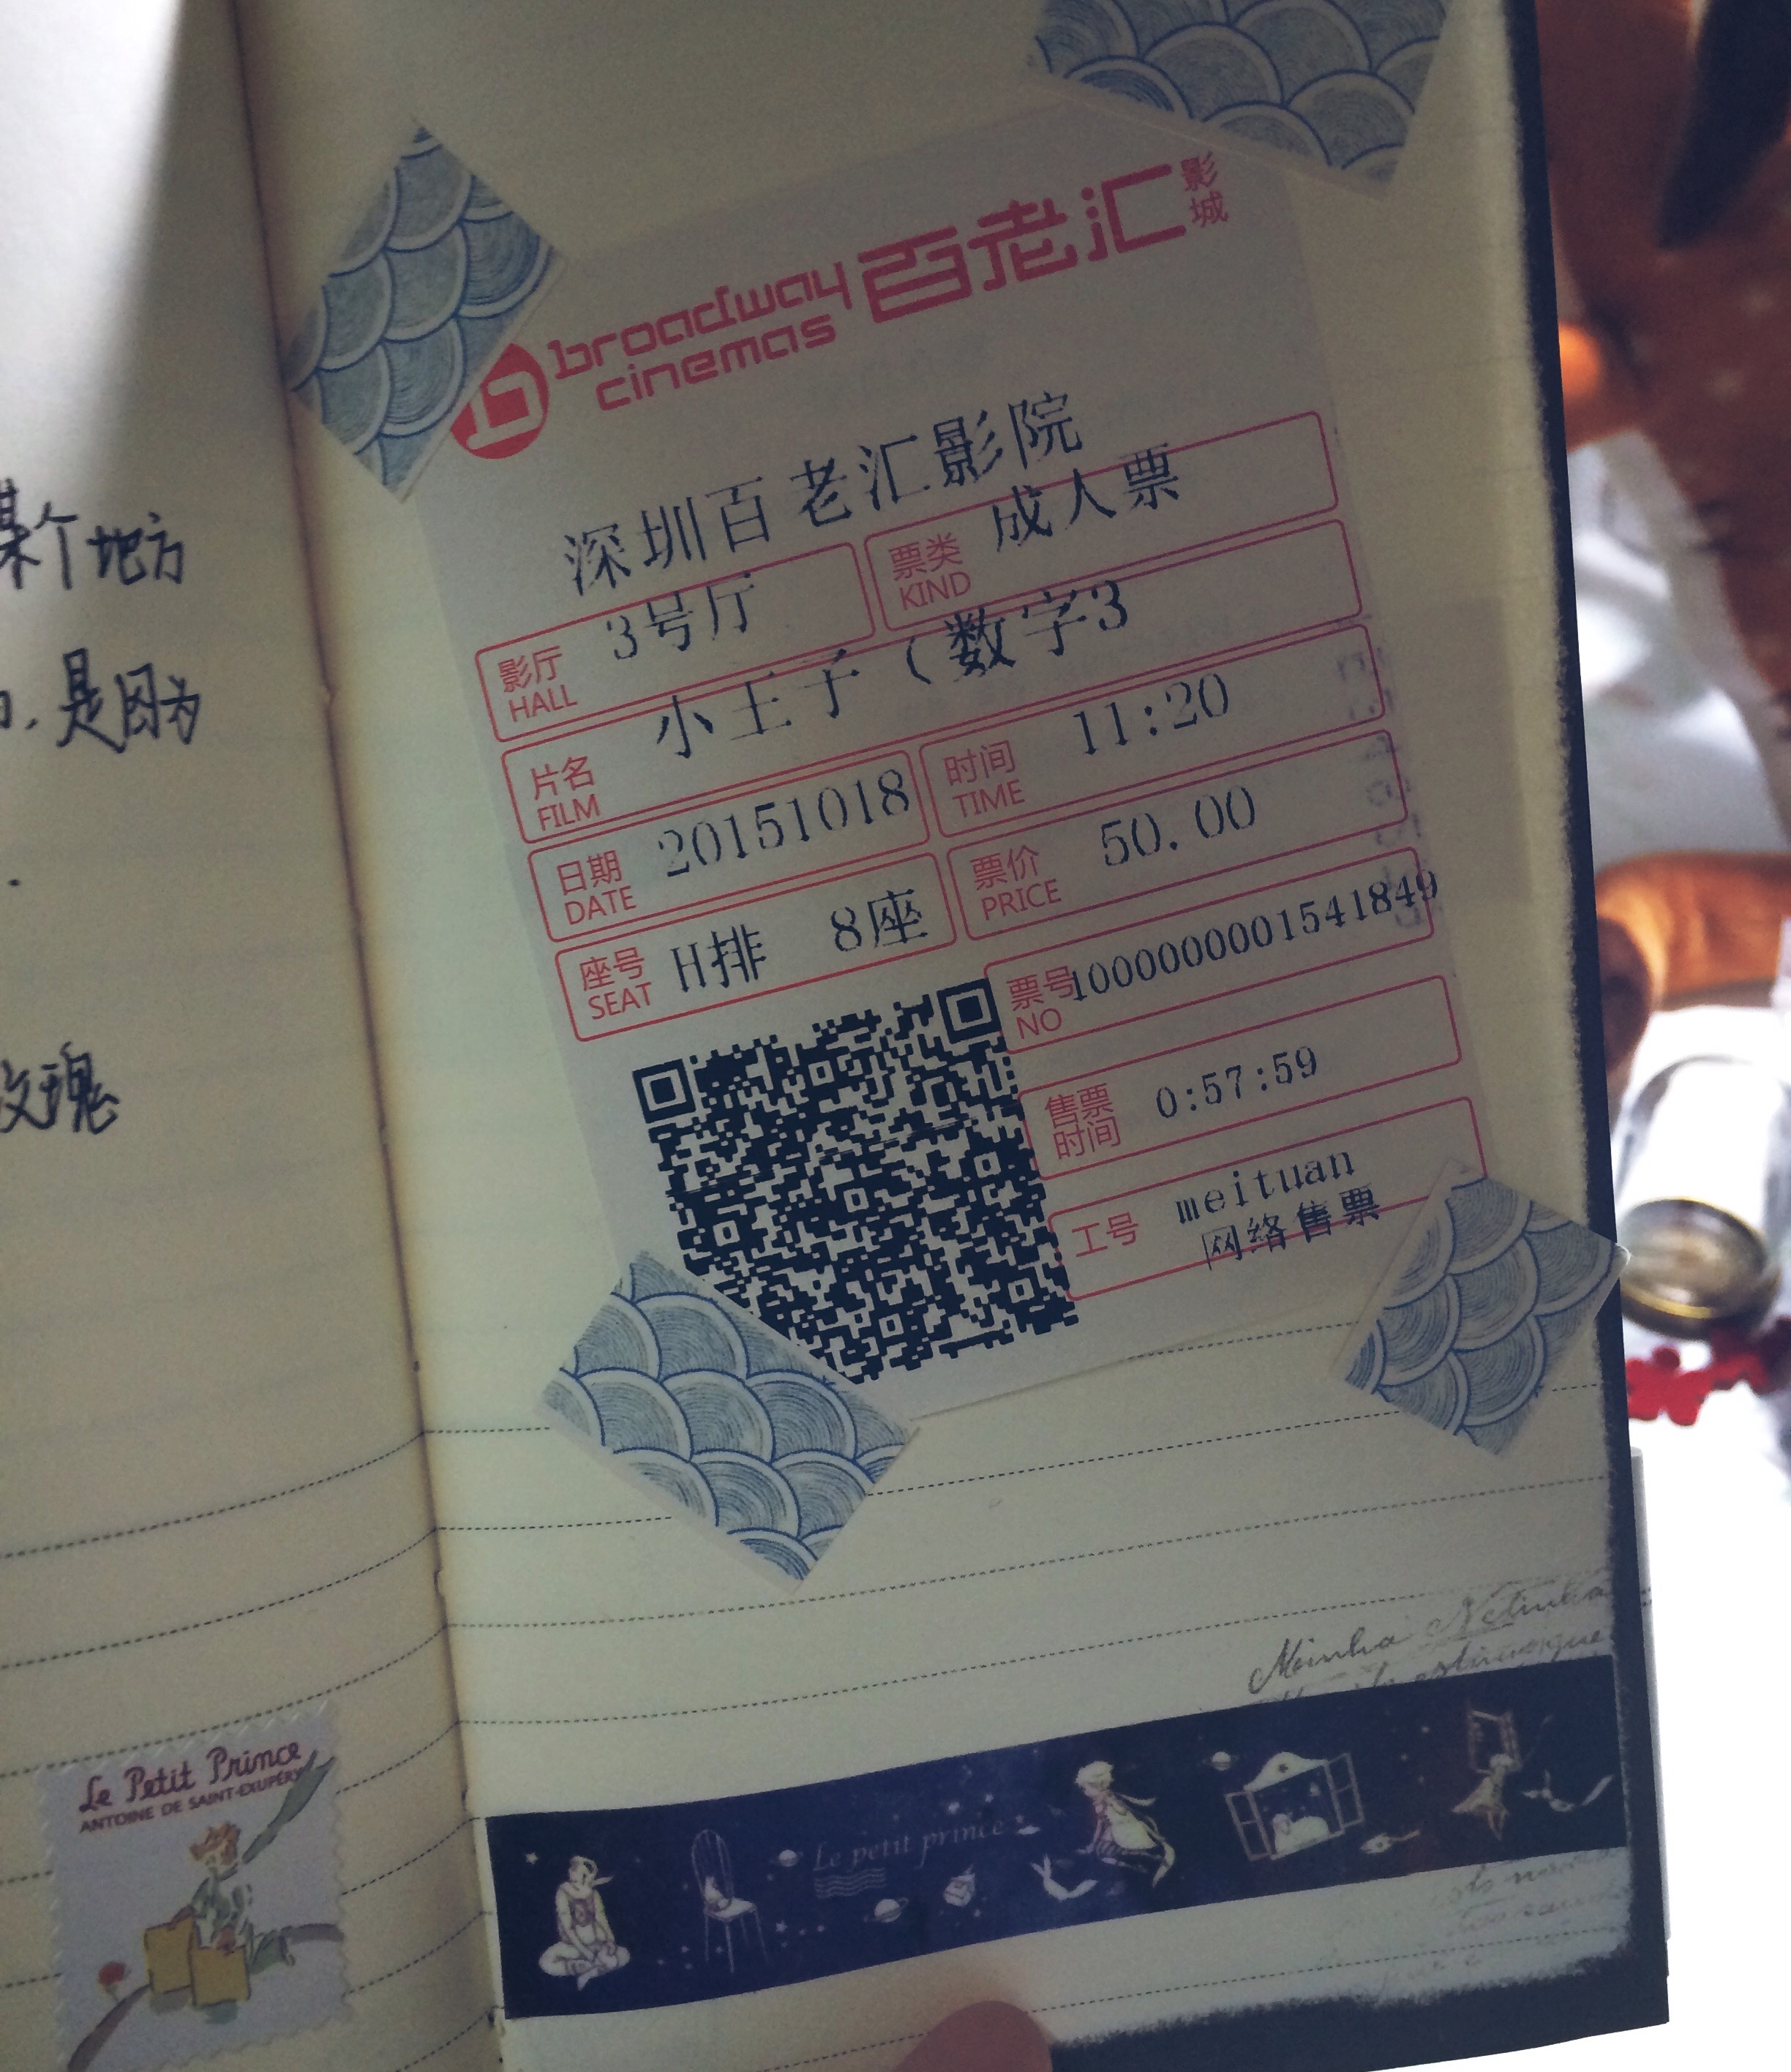 某个地方
是因为
玫瑰
Le Petit Prince
ANTOINE DE SAINT-EXUPÉRY
broadway cinemas 百老汇 影城
深圳百老汇影院
影厅 HALL 3号厅 票类 KIND 成人票
片名 FILM 小王子（数字3
日期 DATE 20151018 时间 TIME 11:20
座号 SEAT H排 8座 票价 PRICE 50.00
票号 NO 1000000001541849
售票时间 0:57:59
工号 meituan
网络售票
Minha Netinha
Le petit prince